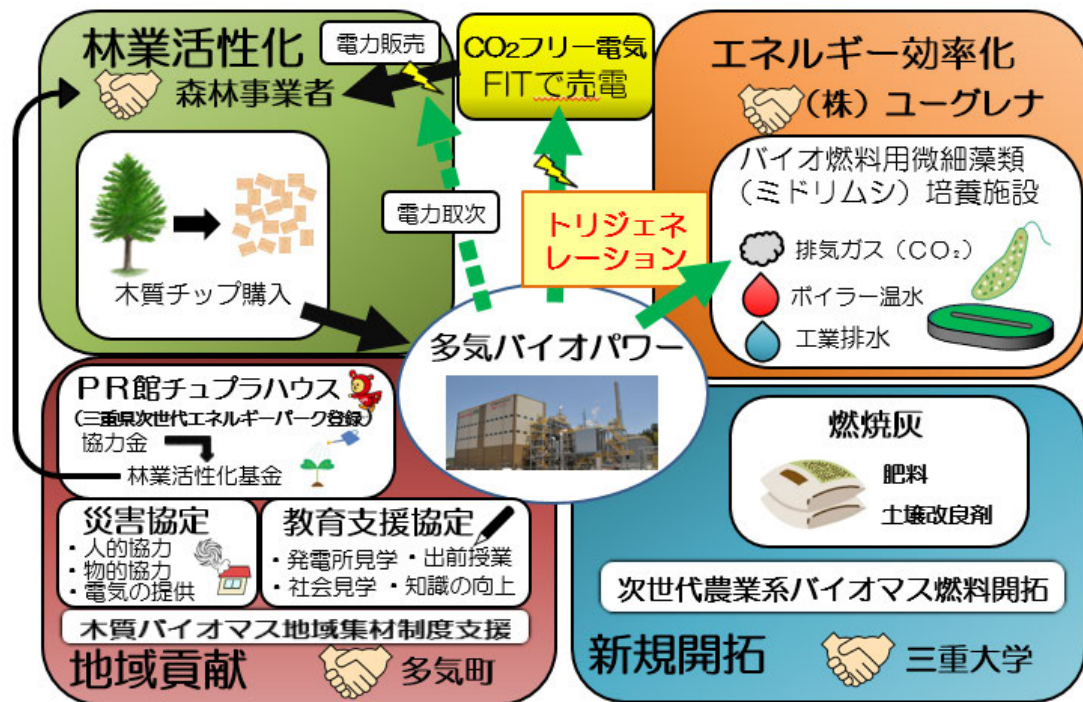 林業活性化
森林事業者
電力販売
CO₂フリー電気
FITで売電
木質チップ購入
電力取次
トリジェネ
レーション
エネルギー効率化
(株)ユーグレナ
バイオ燃料用微細藻類
(ミドリムシ)培養施設
排気ガス(CO₂)
ボイラー温水
工業排水
多気バイオパワー
PR館チュプラハウス
(三重県次世代エネルギーパーク登録)
協力金
林業活性化基金
災害協定
・人的協力
・物的協力
・電気の提供
教育支援協定
・発電所見学 ・出前授業
・社会見学 ・知識の向上
木質バイオマス地域集材制度支援
地域貢献
多気町
燃焼灰
肥料
土壌改良剤
次世代農業系バイオマス燃料開拓
新規開拓
三重大学